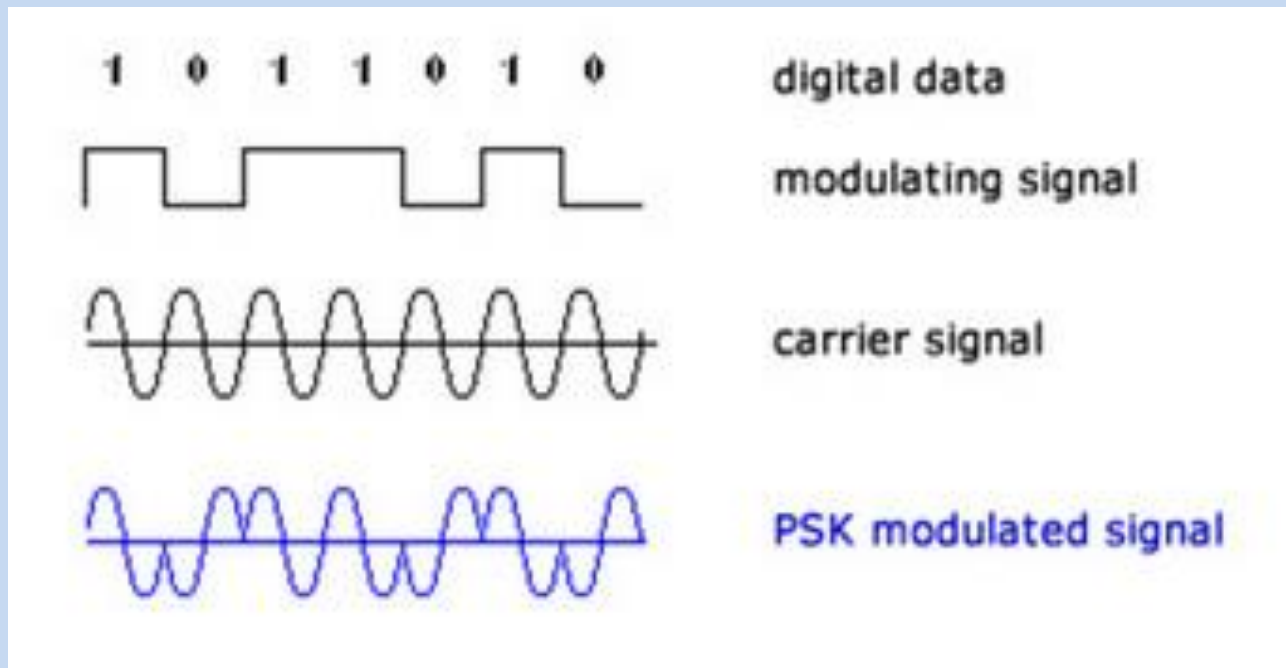 1 0 1 1 0 1 0 digital data
modulating signal
carrier signal
PSK modulated signal